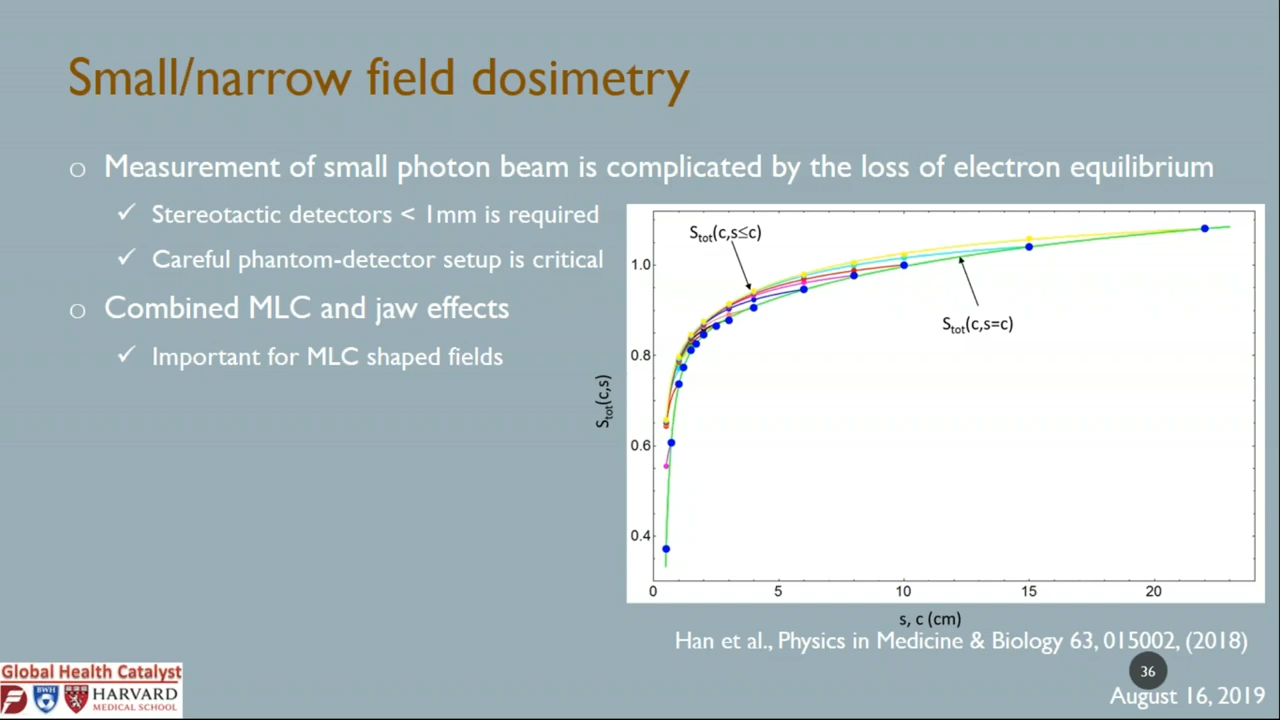 Small/narrow field dosimetry
o Measurement of small photon beam is complicated by the loss of electron equilibrium
✓ Stereotactic detectors < 1mm is required
✓ Careful phantom-detector setup is critical
o Combined MLC and jaw effects
✓ Important for MLC shaped fields
Stot(c,s≤c)
Stot(c,s=c)
Stot(c,s)
1.0
0.8
0.6
0.4
0 5 10 15 20
s, c (cm)
Han et al., Physics in Medicine & Biology 63, 015002, (2018)
36
August 16, 2019
Global Health Catalyst
BWH
HARVARD
MEDICAL SCHOOL